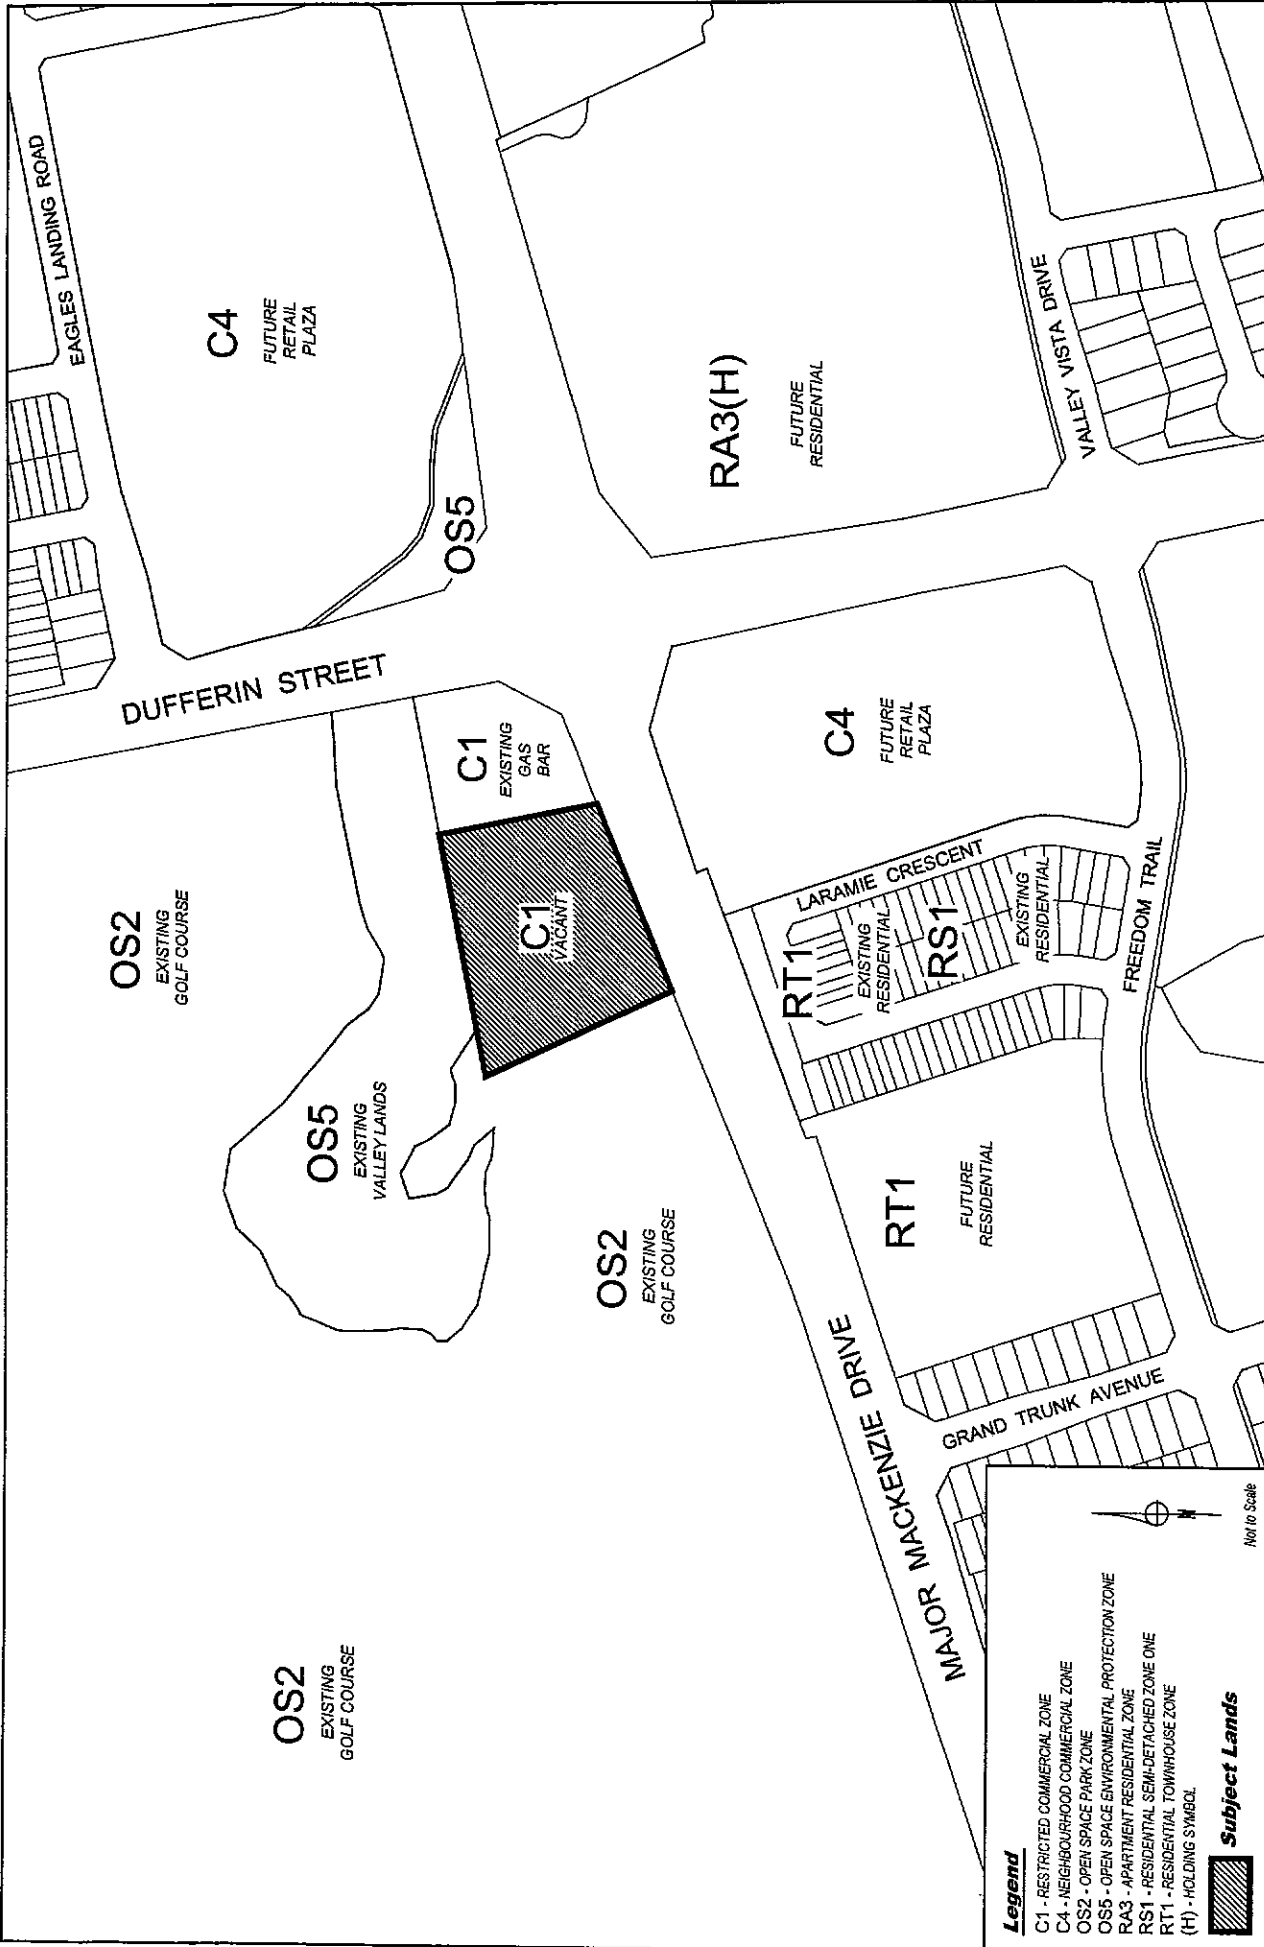 EAGLES LANDING ROAD
C4
FUTURE
RETAIL
PLAZA
OS5
DUFFERIN STREET
C1
EXISTING
GAS
BAR
C1
VACANT
OS2
EXISTING
GOLF COURSE
OS5
EXISTING
VALLEY LANDS
OS2
EXISTING
GOLF COURSE
OS2
EXISTING
GOLF COURSE
RA3(H)
FUTURE
RESIDENTIAL
VALLEY VISTA DRIVE
C4
FUTURE
RETAIL
PLAZA
LARAMIE CRESCENT
RT1
EXISTING
RESIDENTIAL
RS1
EXISTING
RESIDENTIAL
FREEDOM TRAIL
RT1
FUTURE
RESIDENTIAL
MAJOR MACKENZIE DRIVE
GRAND TRUNK AVENUE
Legend
C1 - RESTRICTED COMMERCIAL ZONE
C4 - NEIGHBOURHOOD COMMERCIAL ZONE
OS2 - OPEN SPACE PARK ZONE
OS5 - OPEN SPACE ENVIRONMENTAL PROTECTION ZONE
RA3 - APARTMENT RESIDENTIAL ZONE
RS1 - RESIDENTIAL SEMI-DETACHED ZONE ONE
RT1 - RESIDENTIAL TOWNHOUSE ZONE
(H) - HOLDING SYMBOL
Subject Lands
N
Not to Scale